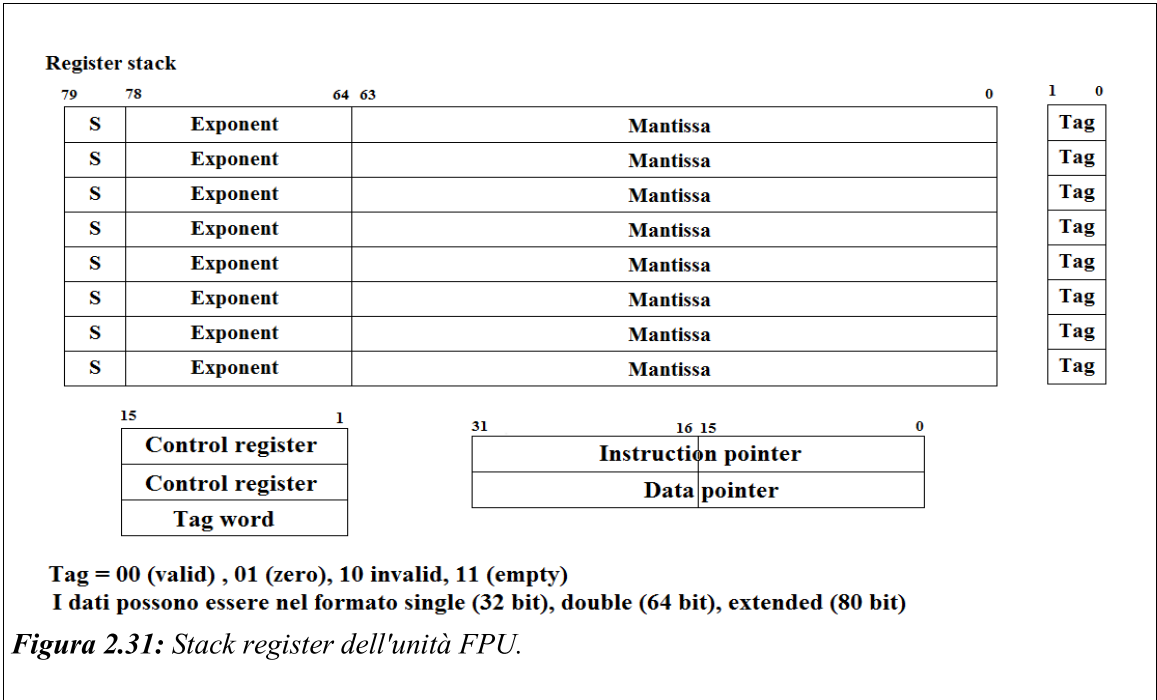 Register stack
79 78 64 63 0 1 0
S Exponent Mantissa Tag
S Exponent Mantissa Tag
S Exponent Mantissa Tag
S Exponent Mantissa Tag
S Exponent Mantissa Tag
S Exponent Mantissa Tag
S Exponent Mantissa Tag
S Exponent Mantissa Tag
15 1
Control register
Control register
Tag word
31 16 15 0
Instruction pointer
Data pointer
Tag = 00 (valid) , 01 (zero), 10 invalid, 11 (empty)
I dati possono essere nel formato single (32 bit), double (64 bit), extended (80 bit)
Figura 2.31: Stack register dell'unità FPU.